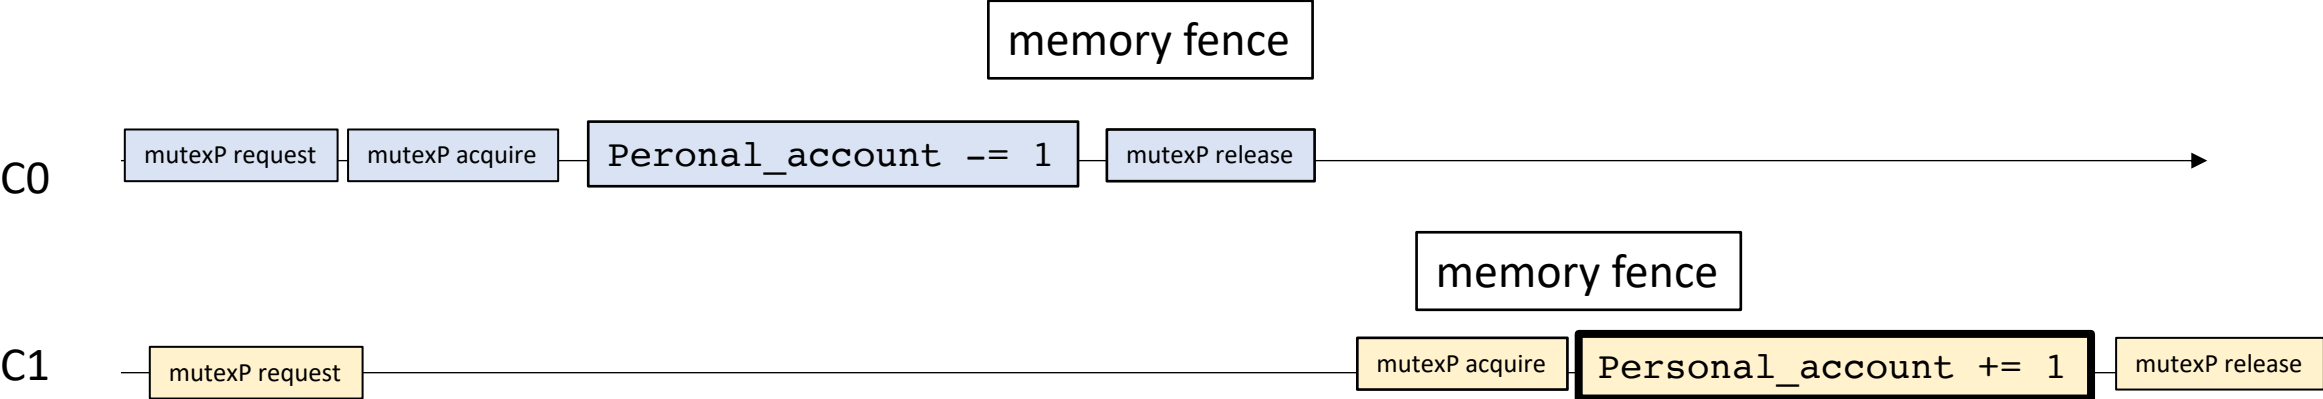 memory fence
C0
mutexP request
mutexP acquire
Peronal_account -= 1
mutexP release
memory fence
C1
mutexP request
mutexP acquire
Personal_account += 1
mutexP release